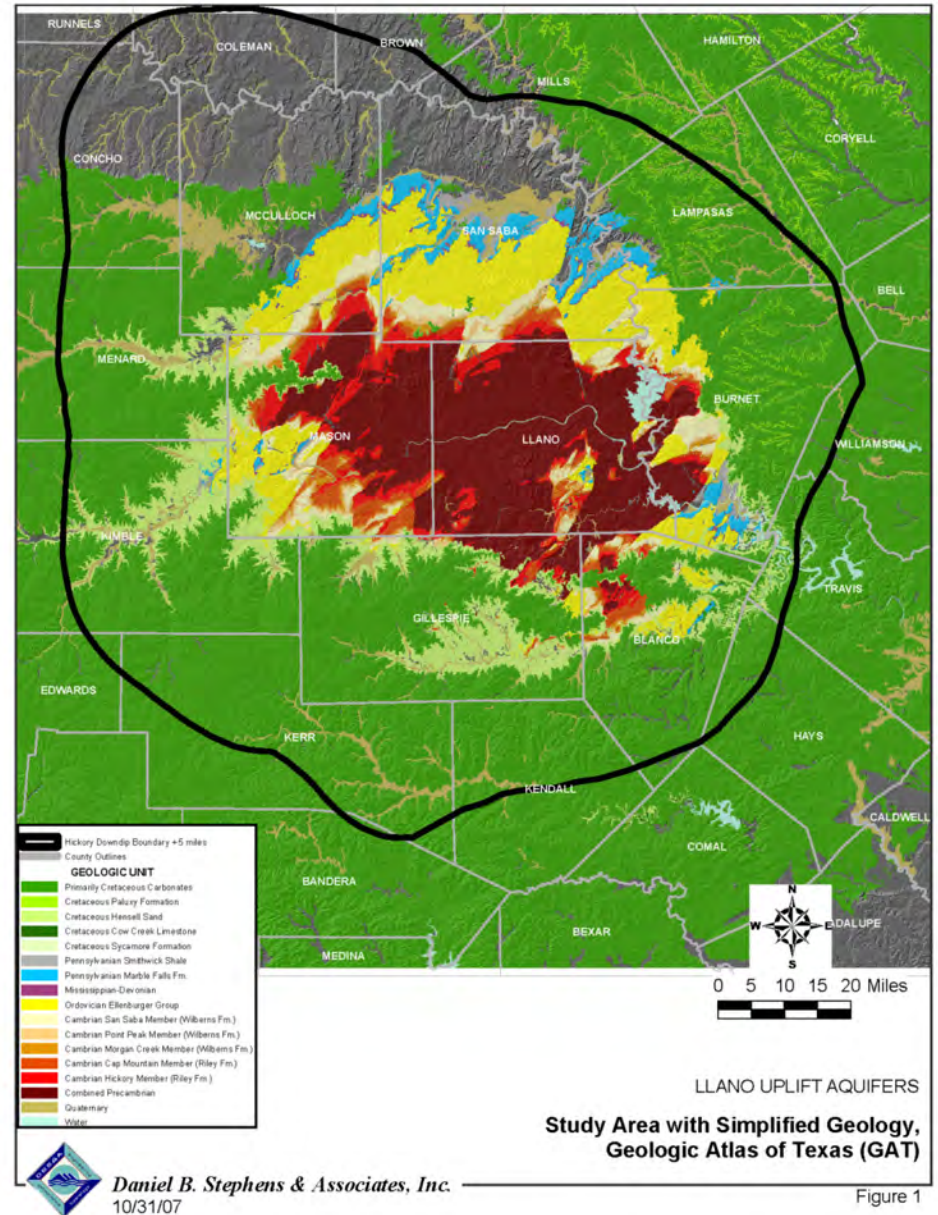 RUNNELS
COLEMAN
BROWN
HAMILTON
MILLS
CORYELL
CONCHO
MCCULLOCH
SAN SABA
LAMPASAS
BELL
MENARD
BURNET
MASON
LLANO
WILLIAMSON
KIMBLE
TRAVIS
GILLESPIE
BLANCO
EDWARDS
KERR
HAYS
KENDALL
CALDWELL
COMAL
BANDERA
BEXAR
ADALUPE
MEDINA
Hickory Downdip Boundary +5 miles
County Outlines
GEOLOGIC UNIT
Primarily Cretaceous Carbonates
Cretaceous Paluxy Formation
Cretaceous Hensell Sand
Cretaceous Cow Creek Limestone
Cretaceous Sycamore Formation
Pennsylvanian Smithwick Shale
Pennsylvanian Marble Falls Fm.
Mississippian-Devonian
Ordovician Ellenburger Group
Cambrian San Saba Member (Wilberns Fm.)
Cambrian Point Peak Member (Wilberns Fm.)
Cambrian Morgan Creek Member (Wilberns Fm.)
Cambrian Cap Mountain Member (Riley Fm.)
Cambrian Hickory Member (Riley Fm.)
Combined Precambrian
Quaternary
Water
N
W E
S
0 5 10 15 20 Miles
LLANO UPLIFT AQUIFERS
Study Area with Simplified Geology,
Geologic Atlas of Texas (GAT)
Daniel B. Stephens & Associates, Inc.
10/31/07
Figure 1